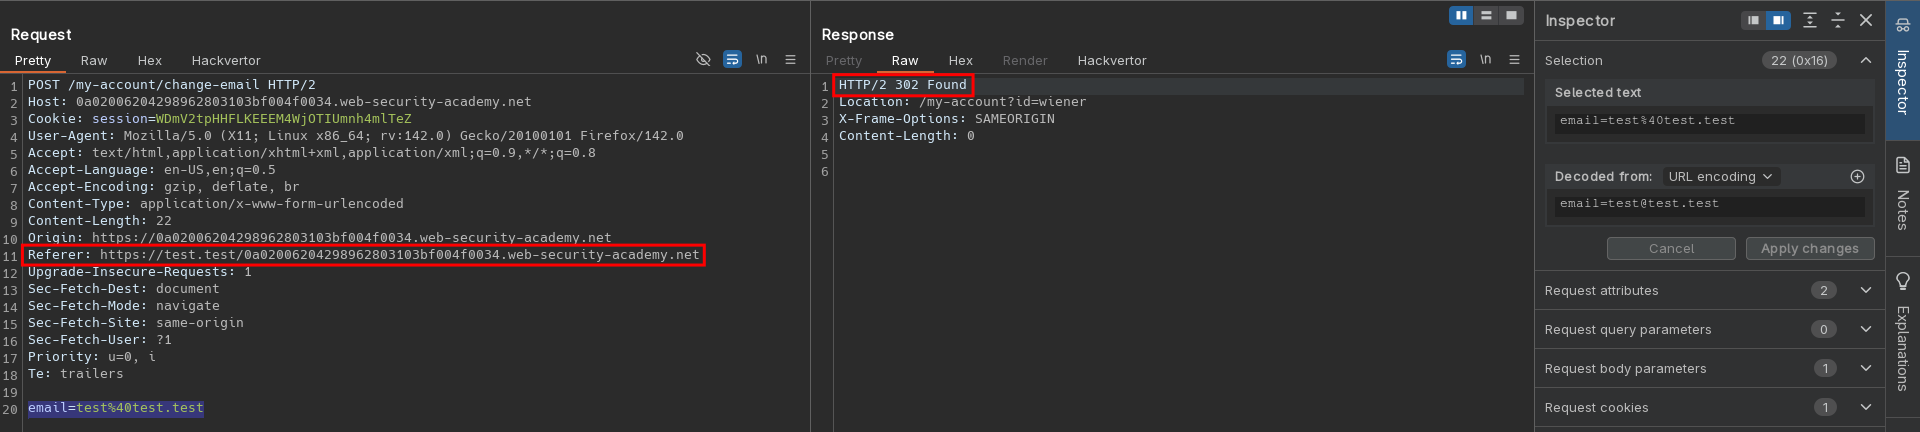 Request
Pretty Raw Hex Hackvertor \n
1 POST /my-account/change-email HTTP/2
2 Host: 0a02006204298962803103bf004f0034.web-security-academy.net
3 Cookie: session=WDmV2tpHHFLKEEEM4WjOTIUmnh4mlTeZ
4 User-Agent: Mozilla/5.0 (X11; Linux x86_64; rv:142.0) Gecko/20100101 Firefox/142.0
5 Accept: text/html,application/xhtml+xml,application/xml;q=0.9,*/*;q=0.8
6 Accept-Language: en-US,en;q=0.5
7 Accept-Encoding: gzip, deflate, br
8 Content-Type: application/x-www-form-urlencoded
9 Content-Length: 22
10 Origin: https://0a02006204298962803103bf004f0034.web-security-academy.net
11 Referer: https://test.test/0a02006204298962803103bf004f0034.web-security-academy.net
12 Upgrade-Insecure-Requests: 1
13 Sec-Fetch-Dest: document
14 Sec-Fetch-Mode: navigate
15 Sec-Fetch-Site: same-origin
16 Sec-Fetch-User: ?1
17 Priority: u=0, i
18 Te: trailers
19
20 email=test%40test.test
Response
Pretty Raw Hex Render Hackvertor \n
1 HTTP/2 302 Found
2 Location: /my-account?id=wiener
3 X-Frame-Options: SAMEORIGIN
4 Content-Length: 0
5
6
Inspector
Selection 22 (0x16)
Selected text
email=test%40test.test
Decoded from: URL encoding
email=test@test.test
Cancel Apply changes
Request attributes 2
Request query parameters 0
Request body parameters 1
Request cookies 1
Inspector
Notes
Explanations